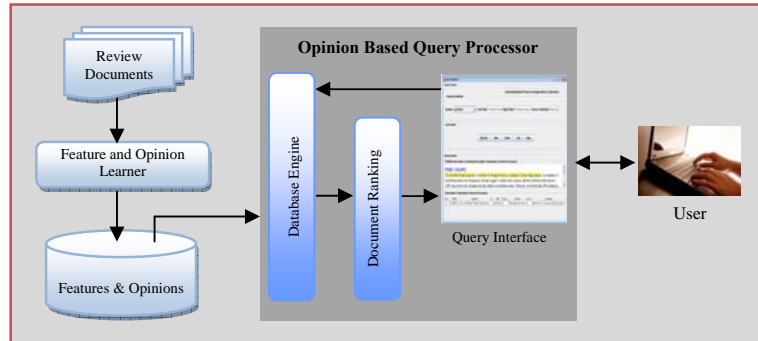 Opinion Based Query Processor
Review
Documents
Feature and Opinion
Learner
Features & Opinions
Database Engine
Document Ranking
Query Interface
User